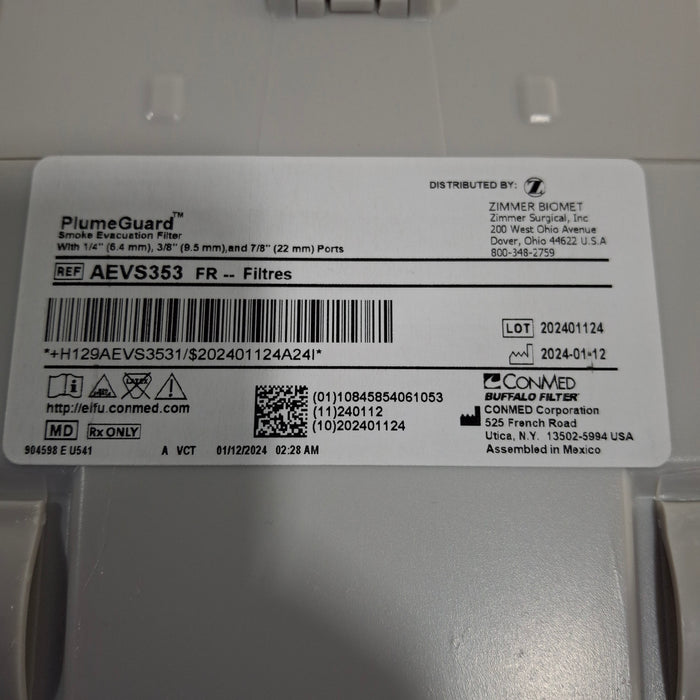 DISTRIBUTED BY: Z
ZIMMER BIOMET
Zimmer Surgical, Inc
200 West Ohio Avenue
Dover, Ohio 44622 U.S.A
800-348-2759
PlumeGuard™
Smoke Evacuation Filter
With 1/4" (6.4 mm), 3/8" (9.5 mm),and 7/8" (22 mm) Ports
REF AEVS353 FR -- Filtres
*+H129AEVS3531/$202401124A24I*
LOT 202401124
2024-01-12
LATEX
http://eifu.conmed.com
MD Rx ONLY
(01)10845854061053
(11)240112
(10)202401124
CONMED
BUFFALO FILTER
CONMED Corporation
525 French Road
Utica, N.Y. 13502-5994 USA
Assembled in Mexico
904598 E U541 A VCT 01/12/2024 02:28 AM